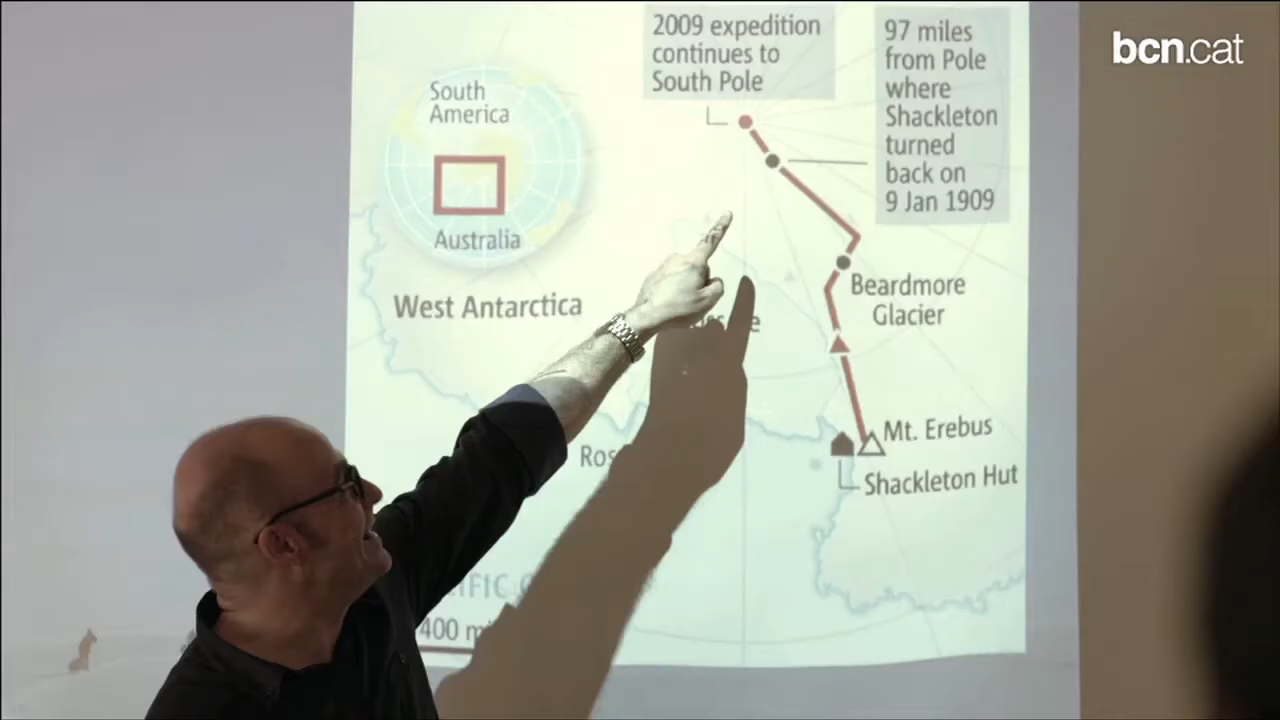 bcn.cat
2009 expedition
continues to
South Pole
97 miles
from Pole
where
Shackleton
turned
back on
9 Jan 1909
South
America
Australia
West Antarctica
Beardmore
Glacier
Mt. Erebus
Shackleton Hut
400